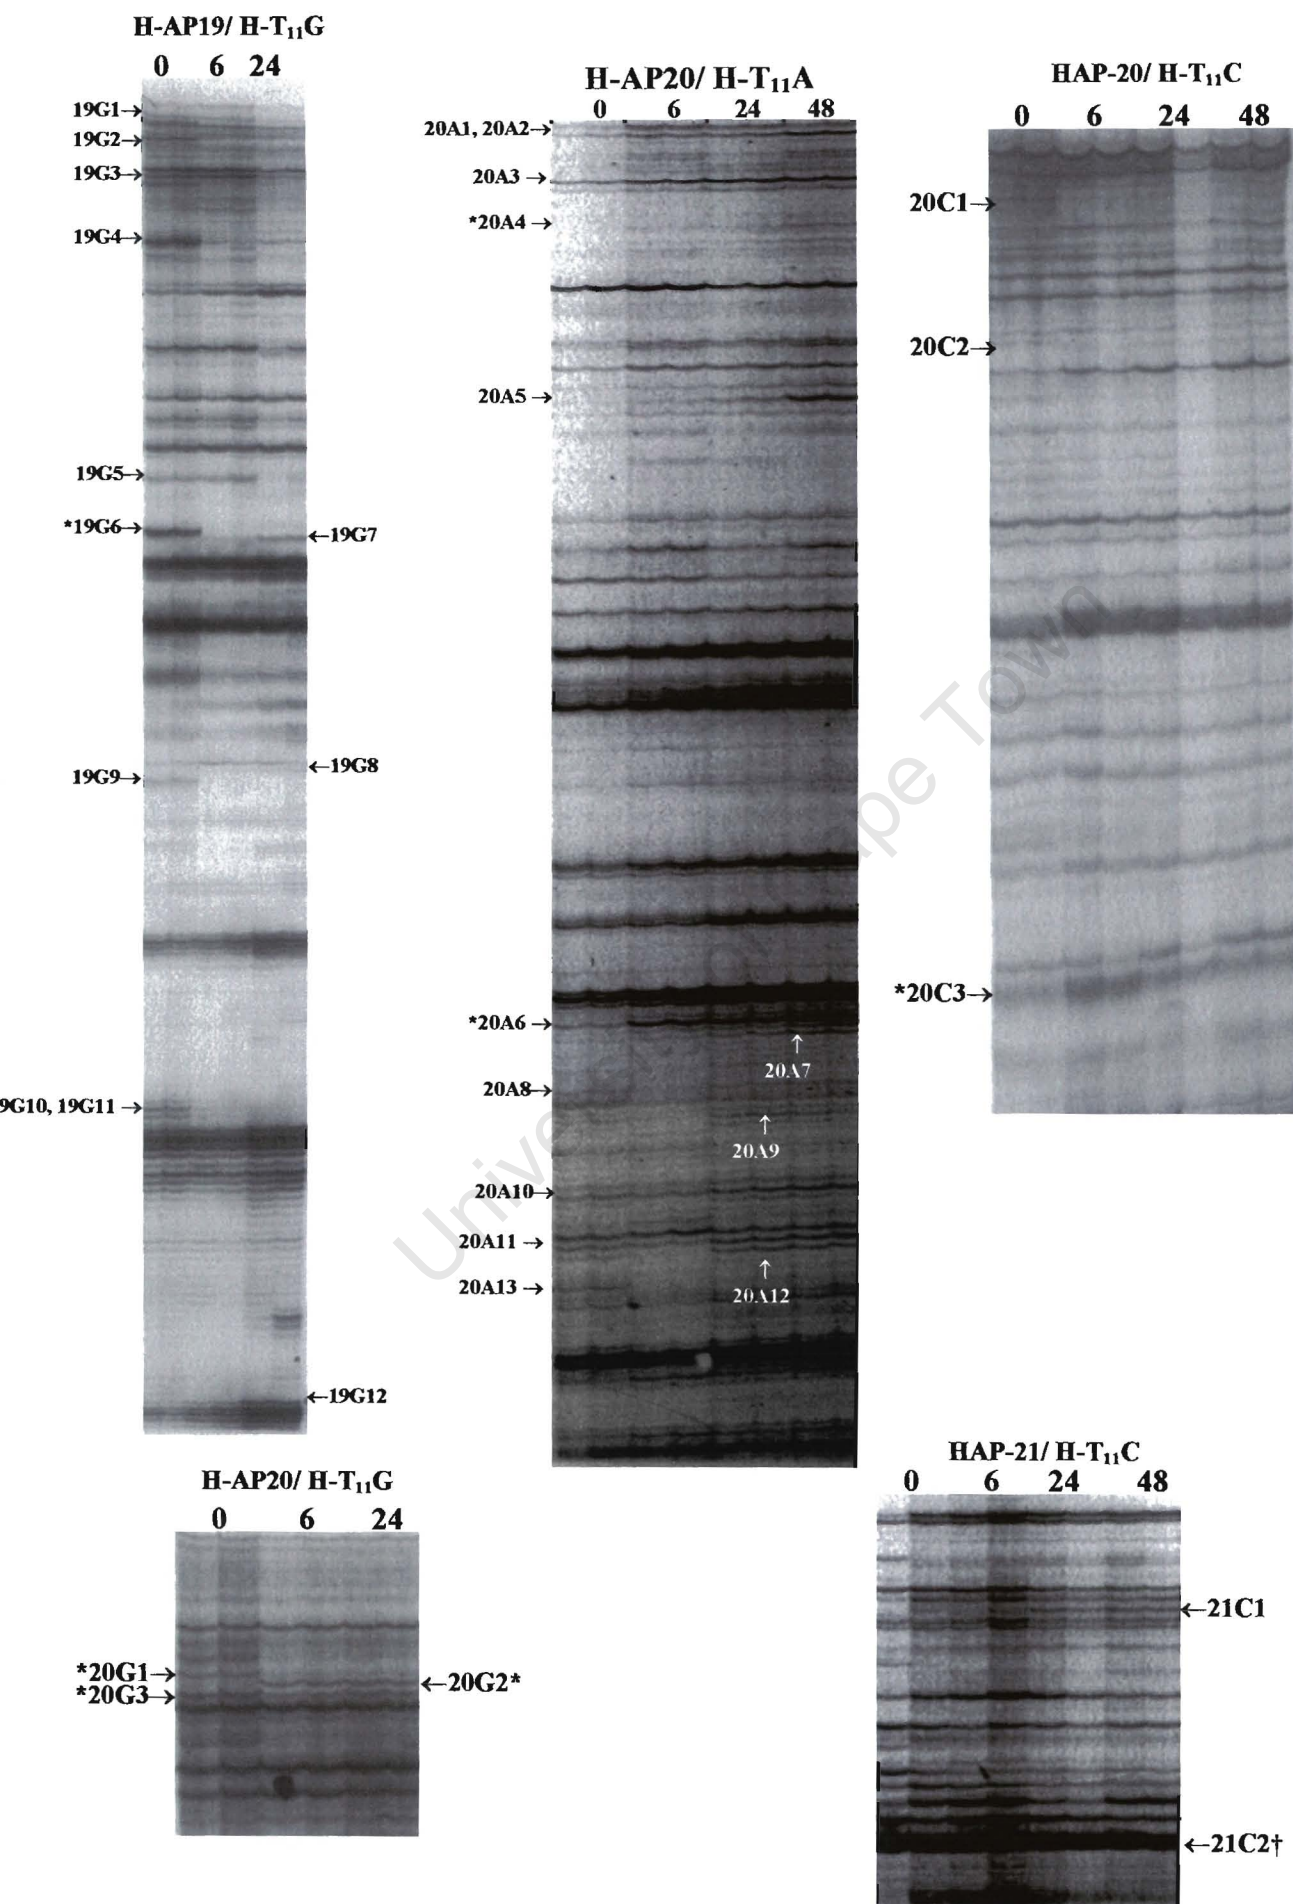 H-AP19/ H-T₁₁G
0 6 24
19G1→
19G2→
19G3→
19G4→
19G5→
*19G6→
←19G7
←19G8
19G9→
9G10, 19G11 →
←19G12
H-AP20/ H-T₁₁A
0 6 24 48
20A1, 20A2→
20A3 →
*20A4 →
20A5 →
*20A6 →
↑
20A7
20A8→
↑
20A9
20A10→
20A11 →
↑
20A12
20A13 →
HAP-20/ H-T₁₁C
0 6 24 48
20C1→
20C2→
*20C3→
H-AP20/ H-T₁₁G
0 6 24
*20G1→
*20G3→
←20G2*
HAP-21/ H-T₁₁C
0 6 24 48
←21C1
←21C2†
Town